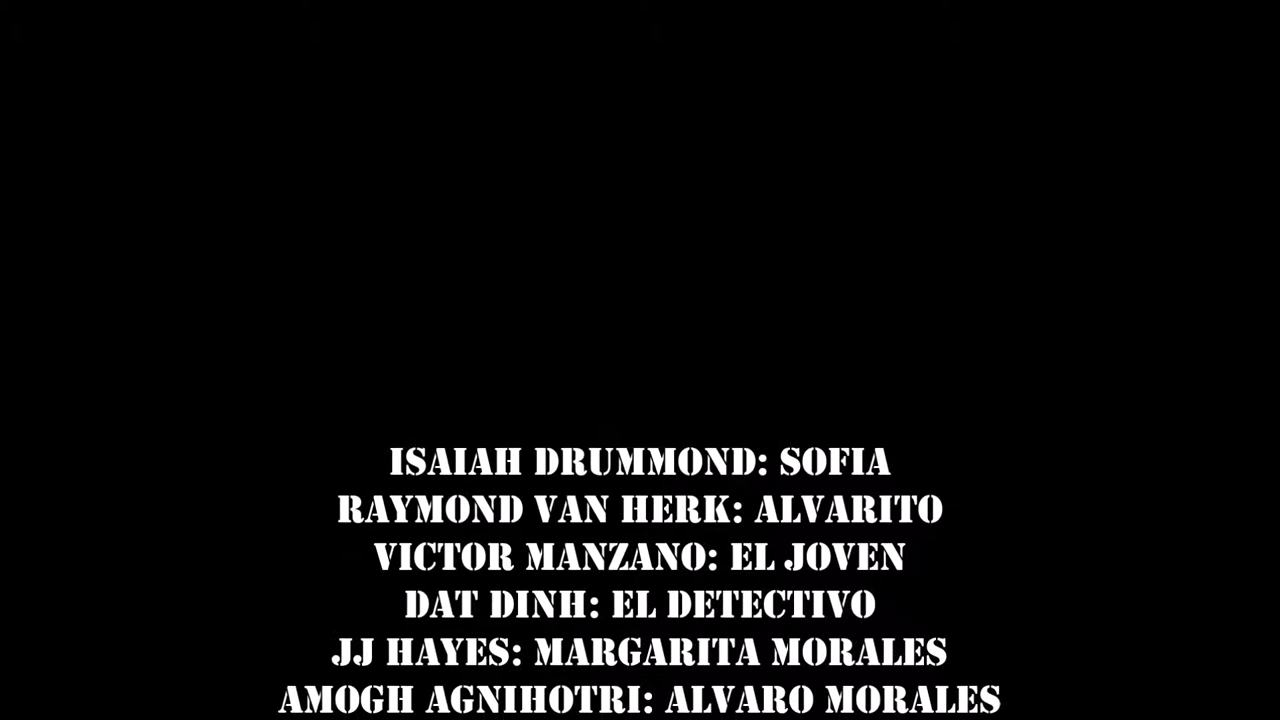 ISAIAH DRUMMOND: SOFIA
RAYMOND VAN HERK: ALVARITO
VICTOR MANZANO: EL JOVEN
DAT DINH: EL DETECTIVO
JJ HAYES: MARGARITA MORALES
AMOGH AGNIHOTRI: ALVARO MORALES